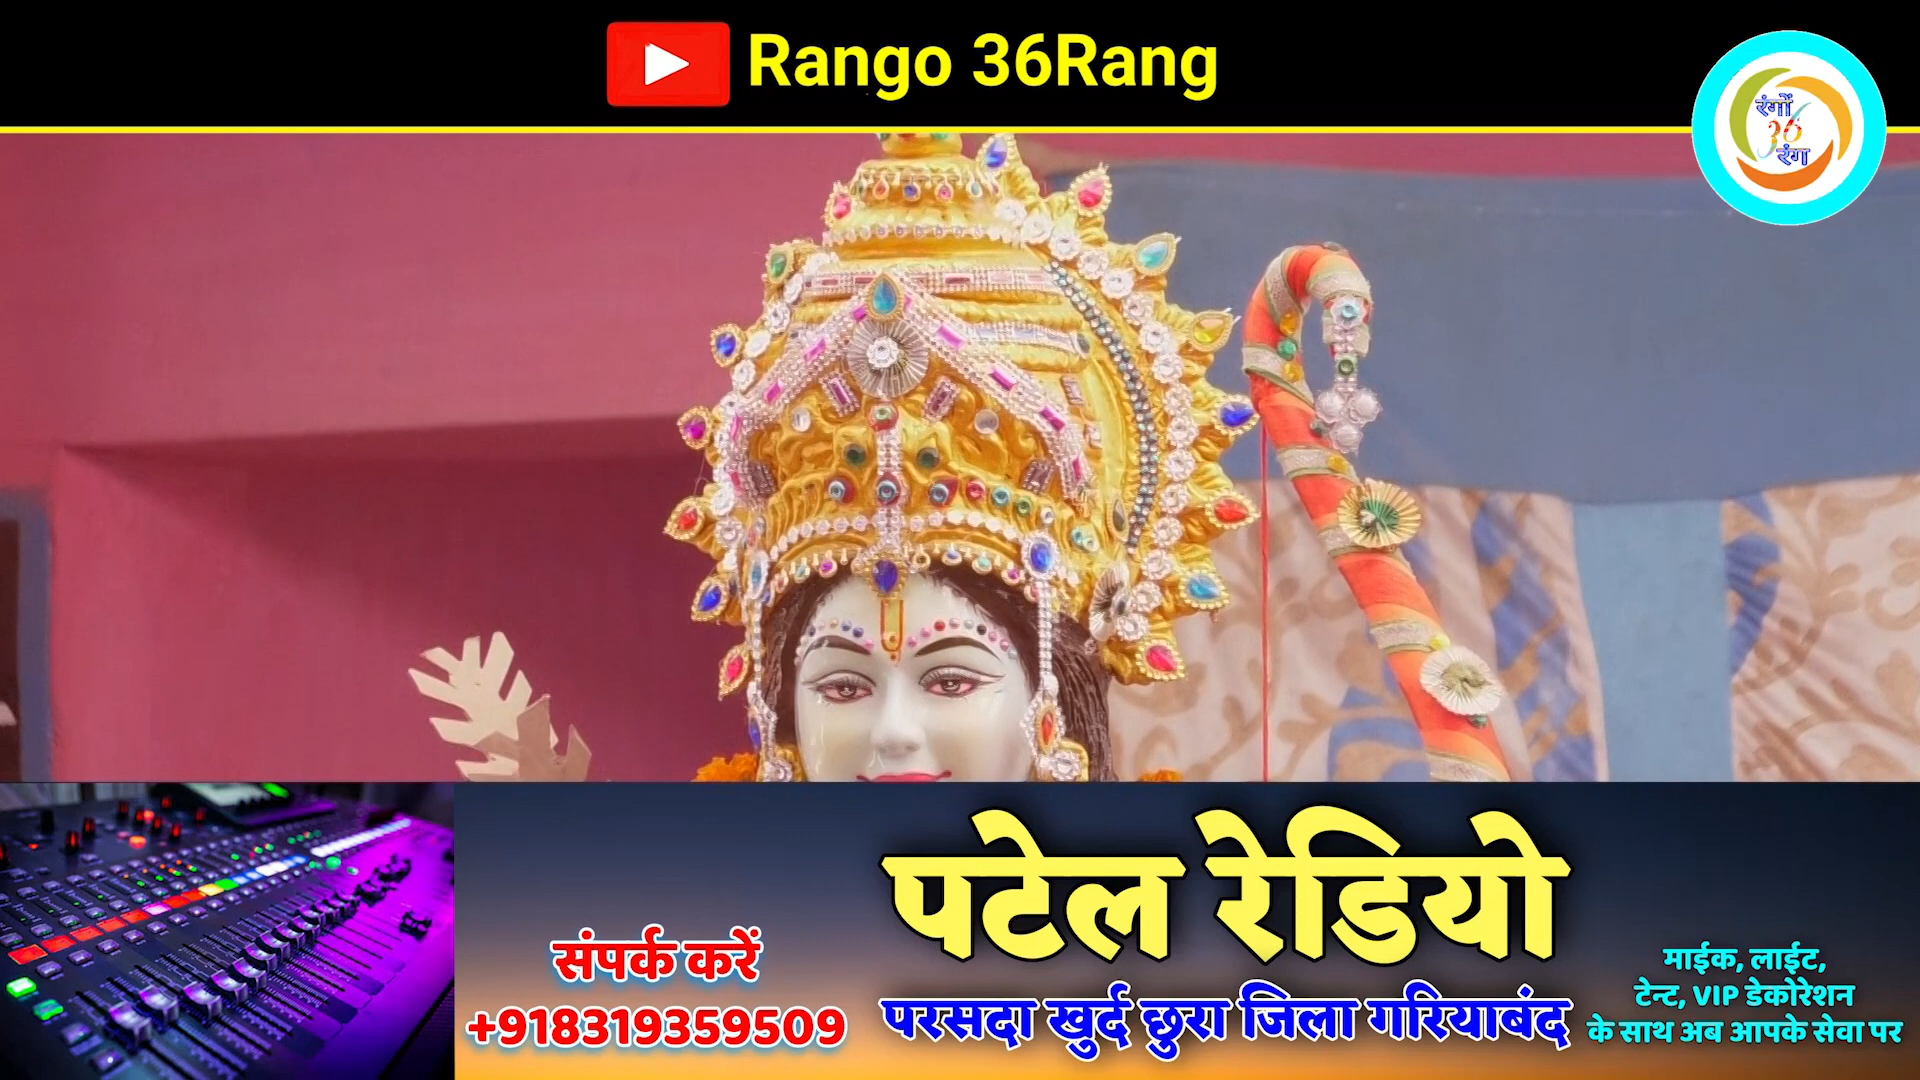 Rango 36Rang
रंगों
36
रंग
पटेल रेडियो
संपर्क करें
+918319359509
परसदा खुर्द छुरा जिला गरियाबंद
माईक, लाईट,
टेन्ट, VIP डेकोरेशन
के साथ अब आपके सेवा पर